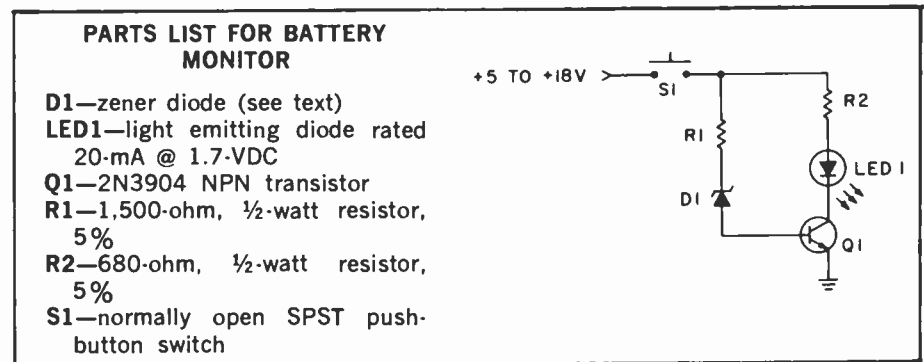 PARTS LIST FOR BATTERY
MONITOR
D1—zener diode (see text)
LED1—light emitting diode rated
20-mA @ 1.7-VDC
Q1—2N3904 NPN transistor
R1—1,500-ohm, ½-watt resistor,
5%
R2—680-ohm, ½-watt resistor,
5%
S1—normally open SPST push-
button switch
+5 TO +18V
S1
R2
R1
LED 1
D1
Q1